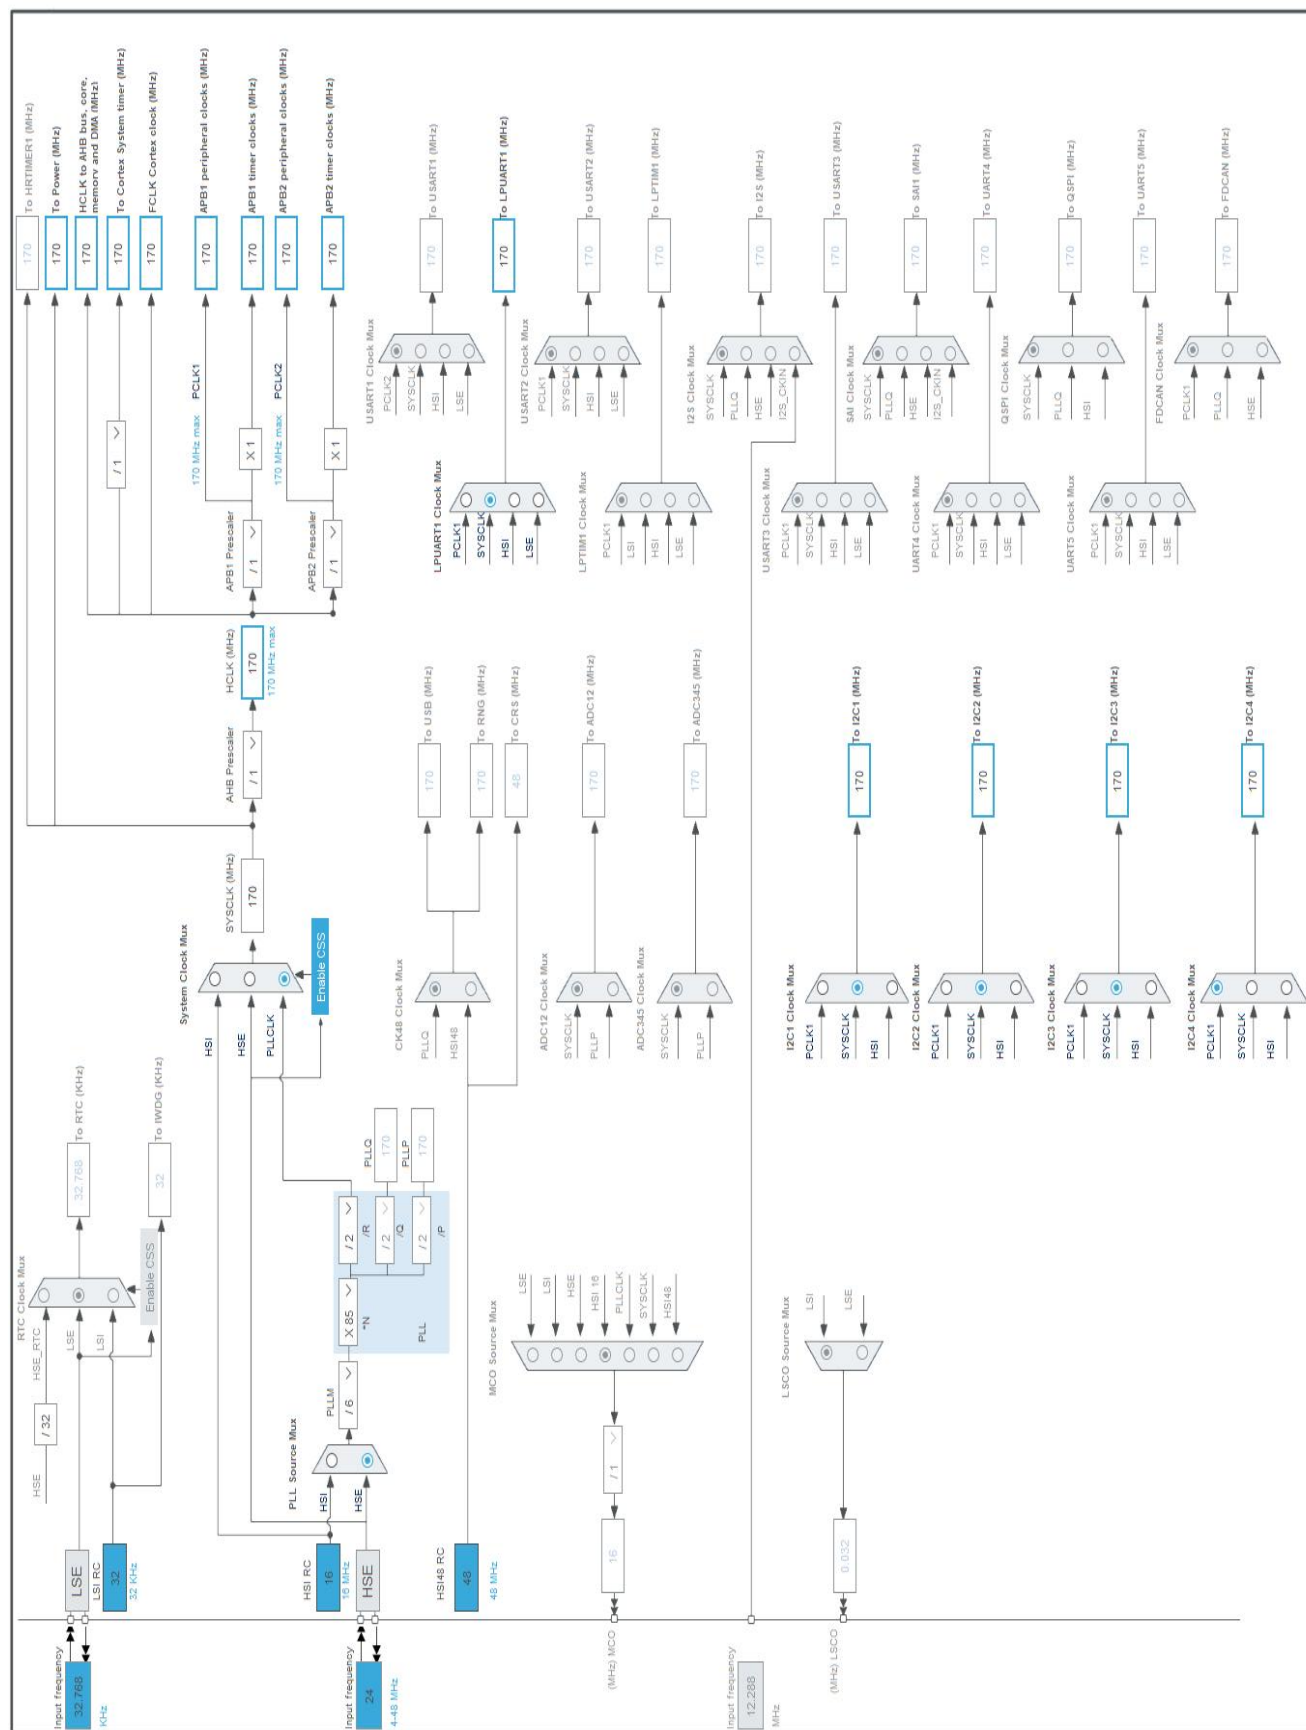 Input frequency
32.768
KHz
LSE
LSI RC
32
32 KHz
HSE
/ 32
HSE_RTC
LSE
LSI
RTC Clock Mux
Enable CSS
32.768
To RTC (KHz)
32
To IWDG (KHz)
Input frequency
24
4-48 MHz
HSI RC
16
16 MHz
HSE
HSI48 RC
48
48 MHz
PLL Source Mux
HSI
HSE
PLLM
/ 6
X 85
*N
/ 2
/R
/ 2
/Q
/ 2
/P
PLL
PLLQ
170
PLLP
170
System Clock Mux
HSI
HSE
PLLCLK
Enable CSS
SYSCLK (MHz)
170
AHB Prescaler
/ 1
HCLK (MHz)
170
170 MHz max
APB1 Prescaler
/ 1
APB2 Prescaler
/ 1
/ 1
X 1
X 1
170 MHz max
PCLK1
170 MHz max
PCLK2
170
To HRTIMER1 (MHz)
170
To Power (MHz)
170
HCLK to AHB bus, core,
memory and DMA (MHz)
170
To Cortex System timer (MHz)
170
FCLK Cortex clock (MHz)
170
APB1 peripheral clocks (MHz)
170
APB1 timer clocks (MHz)
170
APB2 peripheral clocks (MHz)
170
APB2 timer clocks (MHz)
CK48 Clock Mux
PLLQ
HSI48
170
To USB (MHz)
170
To RNG (MHz)
48
To CRS (MHz)
ADC12 Clock Mux
SYSCLK
PLLP
170
To ADC12 (MHz)
ADC345 Clock Mux
SYSCLK
PLLP
170
To ADC345 (MHz)
USART1 Clock Mux
PCLK2
SYSCLK
HSI
LSE
170
To USART1 (MHz)
LPUART1 Clock Mux
PCLK1
SYSCLK
HSI
LSE
170
To LPUART1 (MHz)
USART2 Clock Mux
PCLK1
SYSCLK
HSI
LSE
170
To USART2 (MHz)
LPTIM1 Clock Mux
PCLK1
LSI
HSI
LSE
170
To LPTIM1 (MHz)
I2S Clock Mux
SYSCLK
PLLQ
HSE
I2S_CKIN
170
To I2S (MHz)
USART3 Clock Mux
PCLK1
SYSCLK
HSI
LSE
170
To USART3 (MHz)
SAI Clock Mux
SYSCLK
PLLQ
HSE
I2S_CKIN
170
To SAI1 (MHz)
UART4 Clock Mux
PCLK1
SYSCLK
HSI
LSE
170
To UART4 (MHz)
QSPI Clock Mux
SYSCLK
PLLQ
HSI
170
To QSPI (MHz)
UART5 Clock Mux
PCLK1
SYSCLK
HSI
LSE
170
To UART5 (MHz)
FDCAN Clock Mux
PCLK1
PLLQ
HSE
170
To FDCAN (MHz)
(MHz) MCO
16
/ 1
MCO Source Mux
LSE
LSI
HSE
HSI 16
PLLCLK
SYSCLK
HSI48
Input frequency
12.288
MHz
(MHz) LSCO
0.032
LSCO Source Mux
LSI
LSE
I2C1 Clock Mux
PCLK1
SYSCLK
HSI
170
To I2C1 (MHz)
I2C2 Clock Mux
PCLK1
SYSCLK
HSI
170
To I2C2 (MHz)
I2C3 Clock Mux
PCLK1
SYSCLK
HSI
170
To I2C3 (MHz)
I2C4 Clock Mux
PCLK1
SYSCLK
HSI
170
To I2C4 (MHz)